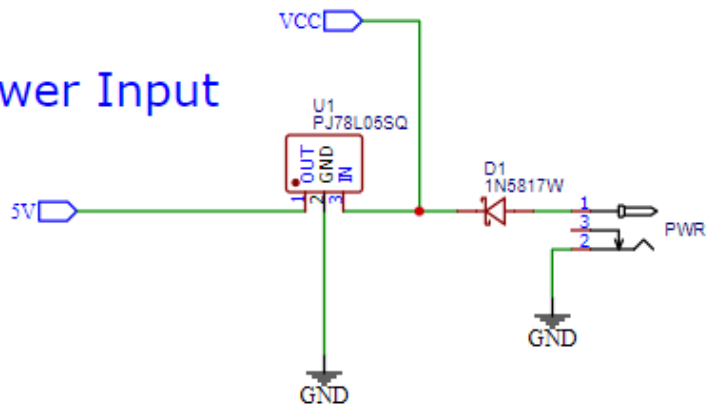 VCC
wer Input
U1
PJ78L05SQ
OUT
GND
IN
1
2
3
5V
D1
1N5817W
1
3
2
PWR
GND
GND